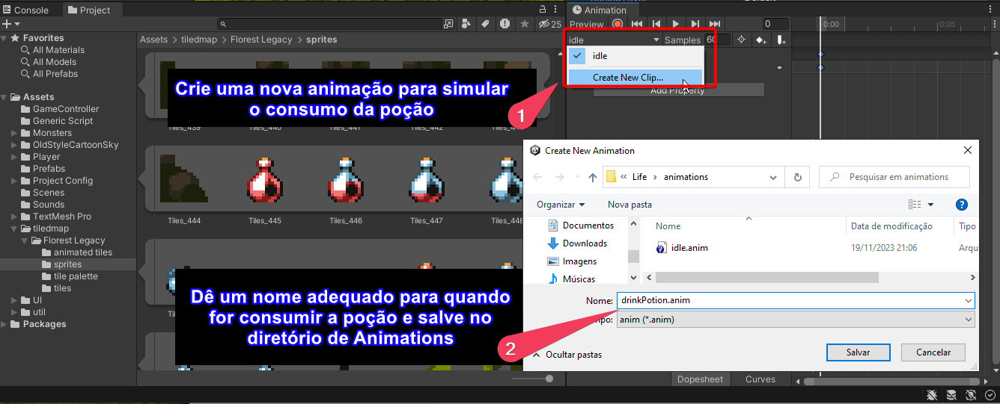 Console
Project
Animation
25
Preview
0
0:00
0:05
Assets > tiledmap > Florest Legacy > sprites
idle
Samples
60
Favorites
All Materials
All Models
All Prefabs
idle
Create New Clip...
Add Property
Crie uma nova animação para simular
o consumo da poção
1
Tiles_439
Tiles_440
Tiles_441
Tiles_442
Assets
GameController
Generic Script
Monsters
OldStyleCartoonSky
Player
Prefabs
Project Config
Scenes
Sounds
TextMesh Pro
tiledmap
Florest Legacy
animated tiles
sprites
tile palette
tiles
UI
util
Packages
Tiles_444
Tiles_445
Tiles_446
Tiles_447
Tiles_448
Dê um nome adequado para quando
for consumir a poção e salve no
diretório de Animations
2
Create New Animation
« Life > animations
Pesquisar em animations
Organizar
Nova pasta
Documentos
Downloads
Imagens
Músicas
Nome
Data de modificação
Tipo
idle.anim
19/11/2023 21:06
Arqu
Nome:
drinkPotion.anim
anim (*.anim)
Ocultar pastas
Salvar
Cancelar
Dopesheet
Curves